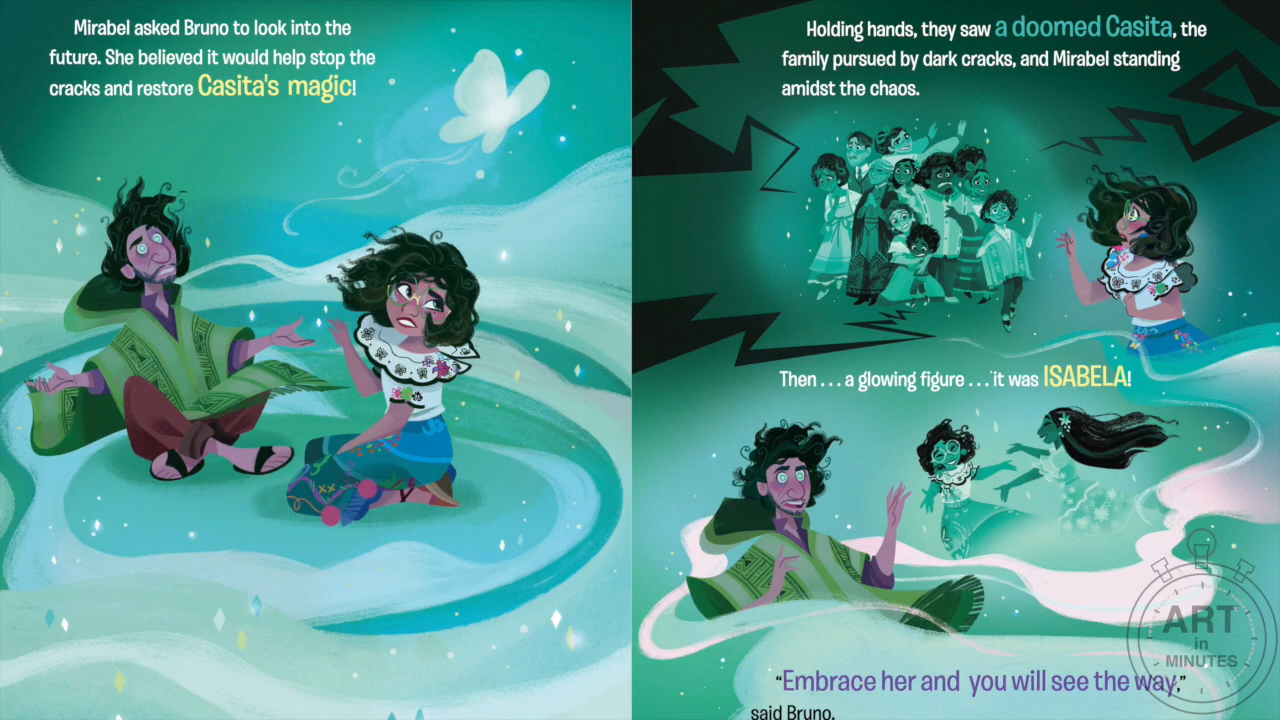 Mirabel asked Bruno to look into the
future. She believed it would help stop the
cracks and restore Casita's magic!
Holding hands, they saw a doomed Casita, the
family pursued by dark cracks, and Mirabel standing
amidst the chaos.
Then . . . a glowing figure . . . it was ISABELA!
"Embrace her and you will see the way,"
said Bruno.
ART
in
MINUTES